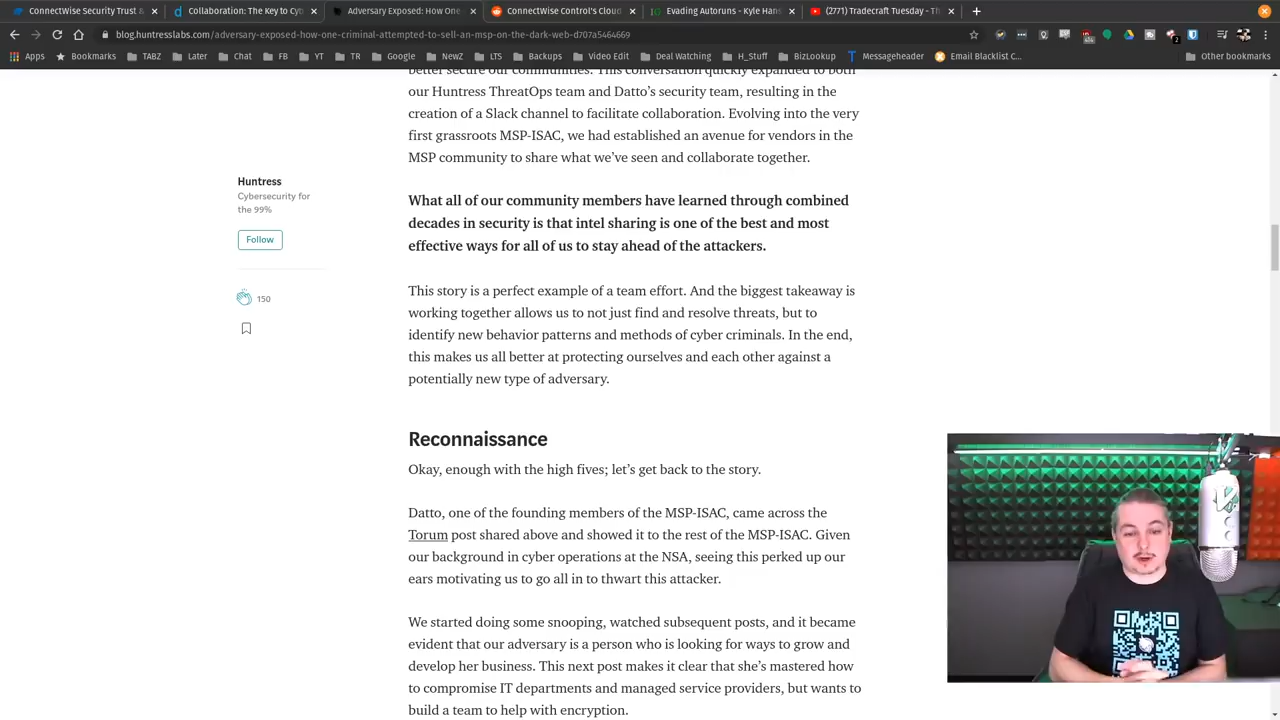 ConnectWise Security Trust &
Collaboration: The Key to Cyb
Adversary Exposed: How One
ConnectWise Control's Cloud
Evading Autoruns - Kyle Hans
(2771) Tradecraft Tuesday - Th
blog.huntresslabs.com/adversary-exposed-how-one-criminal-attempted-to-sell-an-msp-on-the-dark-web-d707a5464669
Apps
Bookmarks
TABZ
Later
Chat
FB
YT
TR
Google
NewZ
LTS
Backups
Video Edit
Deal Watching
H_Stuff
BizLookup
Messageheader
Email Blacklist C...
Other bookmarks
better secure our communities. This conversation quickly expanded to both
our Huntress ThreatOps team and Datto's security team, resulting in the
creation of a Slack channel to facilitate collaboration. Evolving into the very
first grassroots MSP-ISAC, we had established an avenue for vendors in the
MSP community to share what we've seen and collaborate together.
Huntress
Cybersecurity for
the 99%
Follow
150
What all of our community members have learned through combined
decades in security is that intel sharing is one of the best and most
effective ways for all of us to stay ahead of the attackers.
This story is a perfect example of a team effort. And the biggest takeaway is
working together allows us to not just find and resolve threats, but to
identify new behavior patterns and methods of cyber criminals. In the end,
this makes us all better at protecting ourselves and each other against a
potentially new type of adversary.
Reconnaissance
Okay, enough with the high fives; let's get back to the story.
Datto, one of the founding members of the MSP-ISAC, came across the
Torum post shared above and showed it to the rest of the MSP-ISAC. Given
our background in cyber operations at the NSA, seeing this perked up our
ears motivating us to go all in to thwart this attacker.
We started doing some snooping, watched subsequent posts, and it became
evident that our adversary is a person who is looking for ways to grow and
develop her business. This next post makes it clear that she's mastered how
to compromise IT departments and managed service providers, but wants to
build a team to help with encryption.